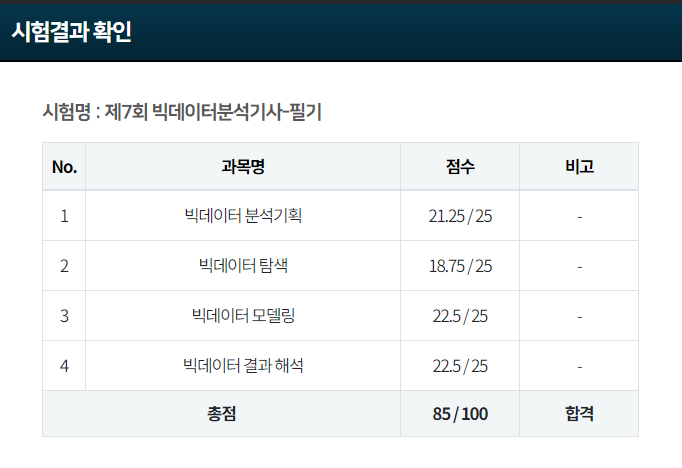 시험결과 확인
시험명 : 제7회 빅데이터분석기사-필기
No. 과목명 점수 비고
1 빅데이터 분석기획 21.25 / 25 -
2 빅데이터 탐색 18.75 / 25 -
3 빅데이터 모델링 22.5 / 25 -
4 빅데이터 결과 해석 22.5 / 25 -
총점 85 / 100 합격